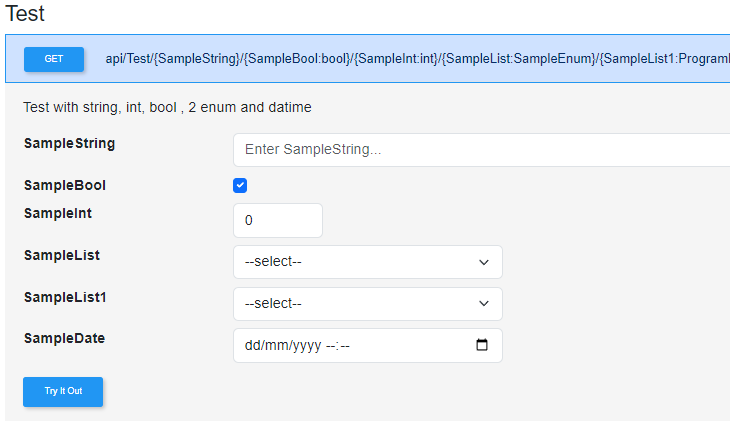 Test
GET api/Test/{SampleString}/{SampleBool:bool}/{SampleInt:int}/{SampleList:SampleEnum}/{SampleList1:Program
Test with string, int, bool , 2 enum and datime
SampleString Enter SampleString...
SampleBool
SampleInt 0
SampleList --select--
SampleList1 --select--
SampleDate dd/mm/yyyy --:--
Try It Out